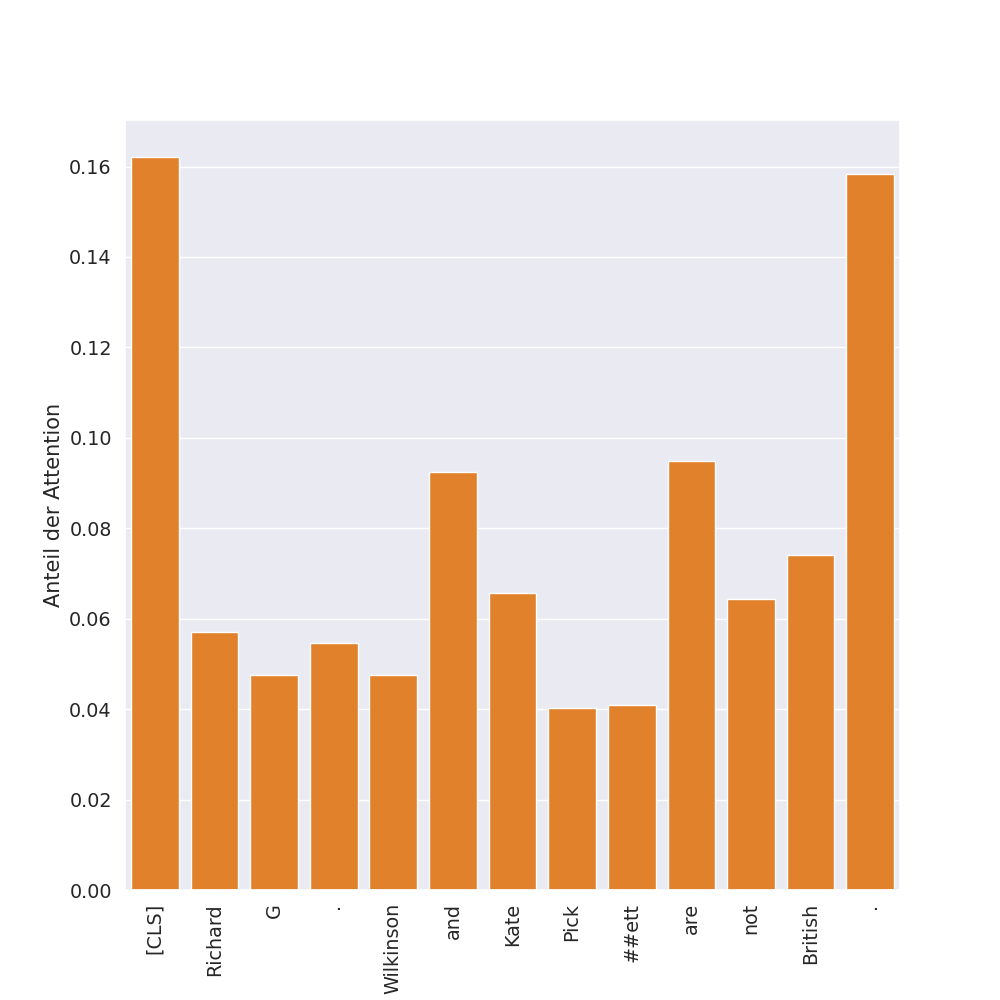 0.16
0.14
0.12
0.10
0.08
0.06
0.04
0.02
0.00
Anteil der Attention
[CLS]
Richard
G
.
Wilkinson
and
Kate
Pick
##ett
are
not
British
.